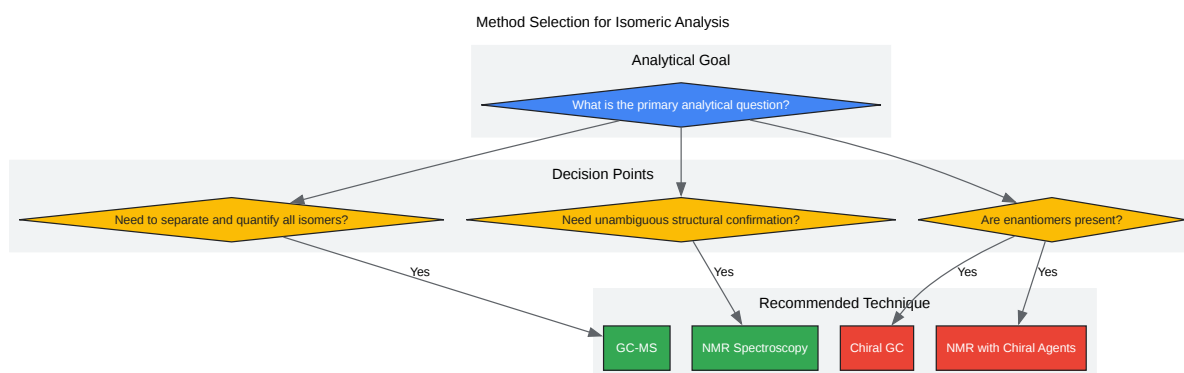 Method Selection for Isomeric Analysis
Analytical Goal
What is the primary analytical question?
Decision Points
Need to separate and quantify all isomers?
Need unambiguous structural confirmation?
Are enantiomers present?
Yes
Yes
Yes
Yes
Recommended Technique
GC-MS
NMR Spectroscopy
Chiral GC
NMR with Chiral Agents